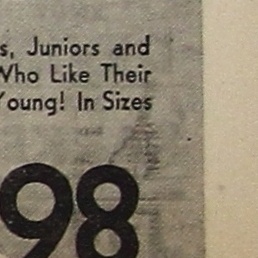 s, Juniors and
Who Like Their
Young! In Sizes
98